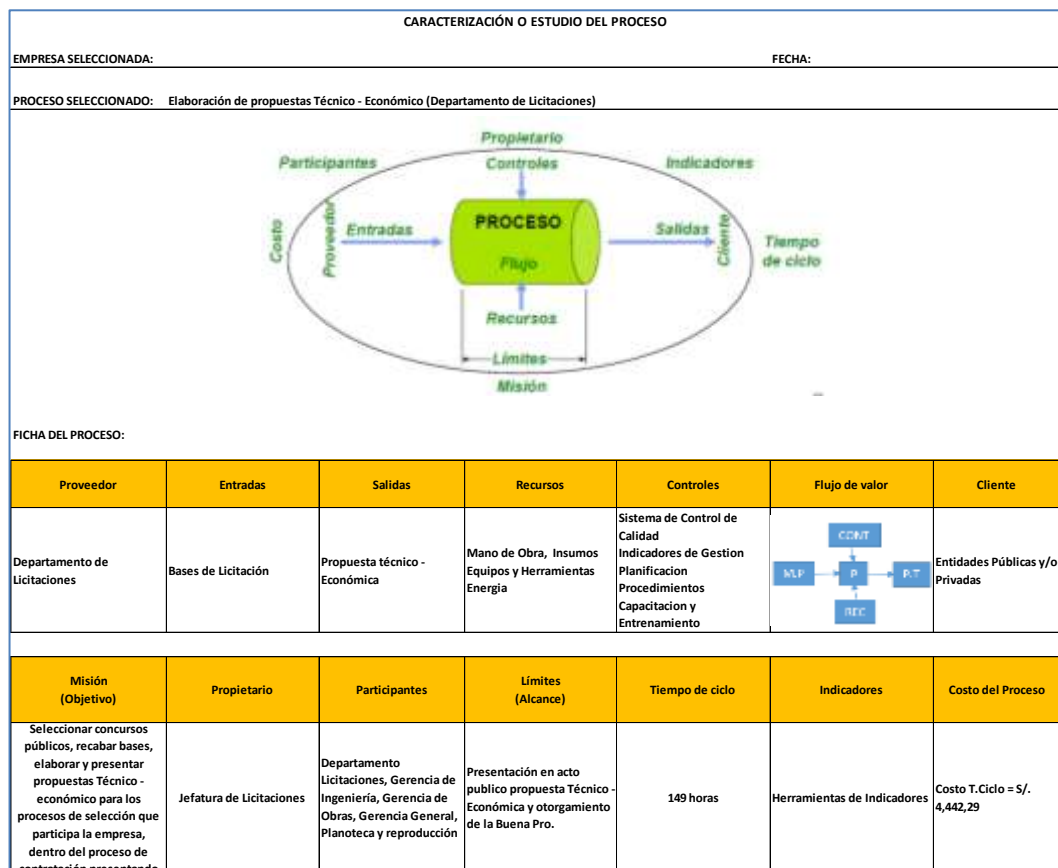 CARACTERIZACIÓN O ESTUDIO DEL PROCESO
EMPRESA SELECCIONADA:
FECHA:
PROCESO SELECCIONADO: Elaboración de propuestas Técnico - Económico (Departamento de Licitaciones)
Propietario
Participantes
Controles
Indicadores
Costo
Proveedor
Entradas
PROCESO
Flujo
Salidas
Cliente
Tiempo
de ciclo
Recursos
Límites
Misión
FICHA DEL PROCESO:
Proveedor
Entradas
Salidas
Recursos
Controles
Flujo de valor
Cliente
Departamento de
Licitaciones
Bases de Licitación
Propuesta técnico -
Económica
Mano de Obra, Insumos
Equipos y Herramientas
Energia
Sistema de Control de
Calidad
Indicadores de Gestion
Planificacion
Procedimientos
Capacitacion y
Entrenamiento
CONT
M.P
P
P.T
REC
Entidades Públicas y/o
Privadas
Misión
(Objetivo)
Propietario
Participantes
Límites
(Alcance)
Tiempo de ciclo
Indicadores
Costo del Proceso
Seleccionar concursos
públicos, recabar bases,
elaborar y presentar
propuestas Técnico -
económico para los
procesos de selección que
participa la empresa,
dentro del proceso de
contratación presentando
Jefatura de Licitaciones
Departamento
Licitaciones, Gerencia de
Ingeniería, Gerencia de
Obras, Gerencia General,
Planoteca y reproducción
Presentación en acto
publico propuesta Técnico -
Económica y otorgamiento
de la Buena Pro.
149 horas
Herramientas de Indicadores
Costo T.Ciclo = S/.
4,442,29